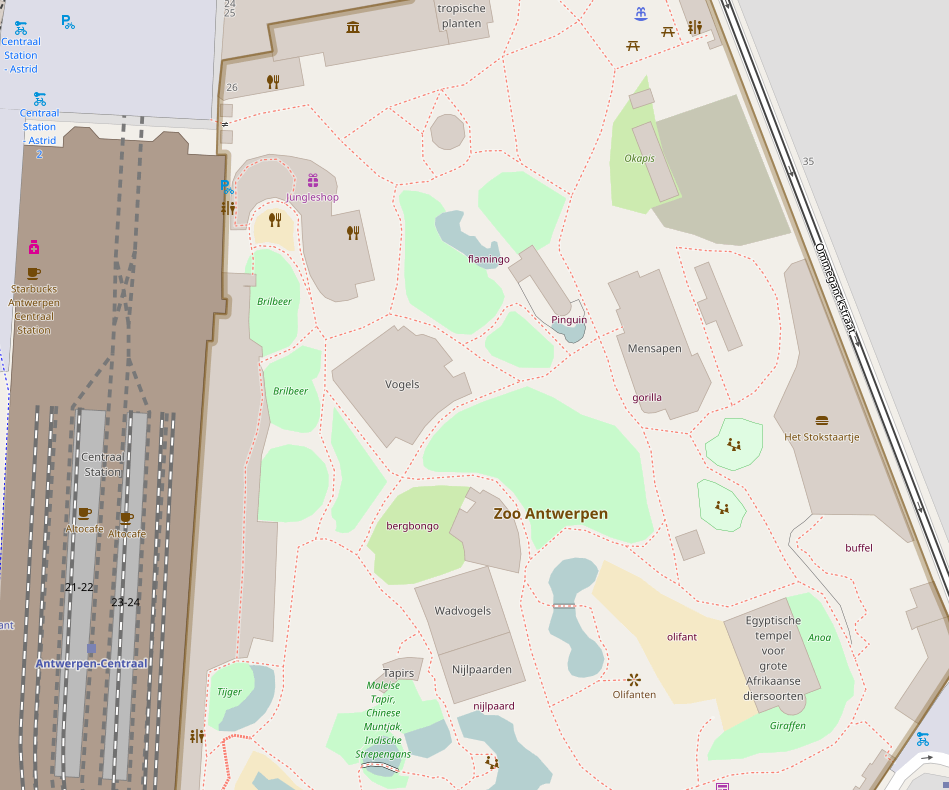 24
25
tropische
planten
Centraal
Station
- Astrid
26
Centraal
Station
- Astrid
2
35
Okapis
Jungleshop
Ommeganckstraat
flamingo
Starbucks
Antwerpen
Centraal
Station
Brilbeer
Pinguin
Mensapen
Vogels
Brilbeer
gorilla
Het Stokstaartje
Centraal
Station
Zoo Antwerpen
Altocafe
Altocafe
bergbongo
buffel
21-22
23-24
Wadvogels
ant
Egyptische
tempel
voor
grote
Afrikaanse
diersoorten
olifant
Anoa
Antwerpen-Centraal
Nijlpaarden
Tapirs
Maleise
Tapir,
Chinese
Muntjak,
Indische
Strepengans
Tijger
Olifanten
nijlpaard
Giraffen